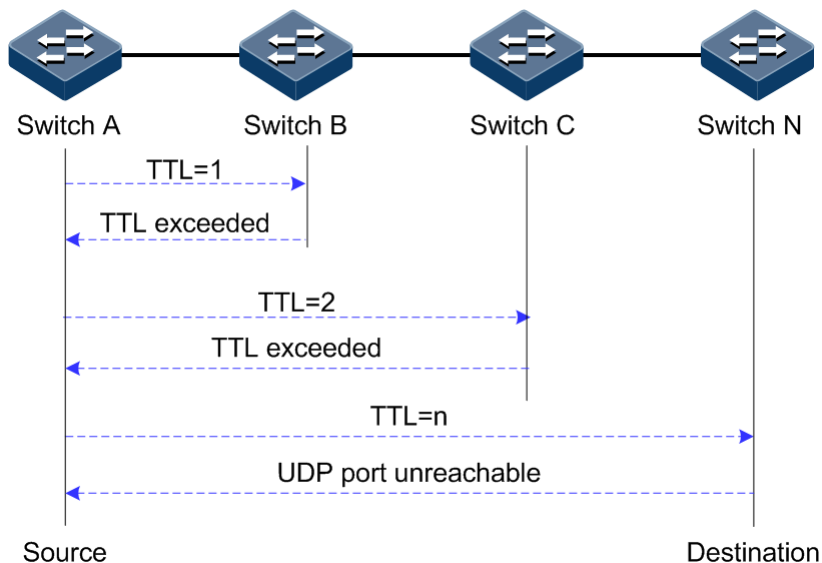 Switch A
Switch B
Switch C
Switch N
TTL=1
TTL exceeded
TTL=2
TTL exceeded
TTL=n
UDP port unreachable
Source
Destination